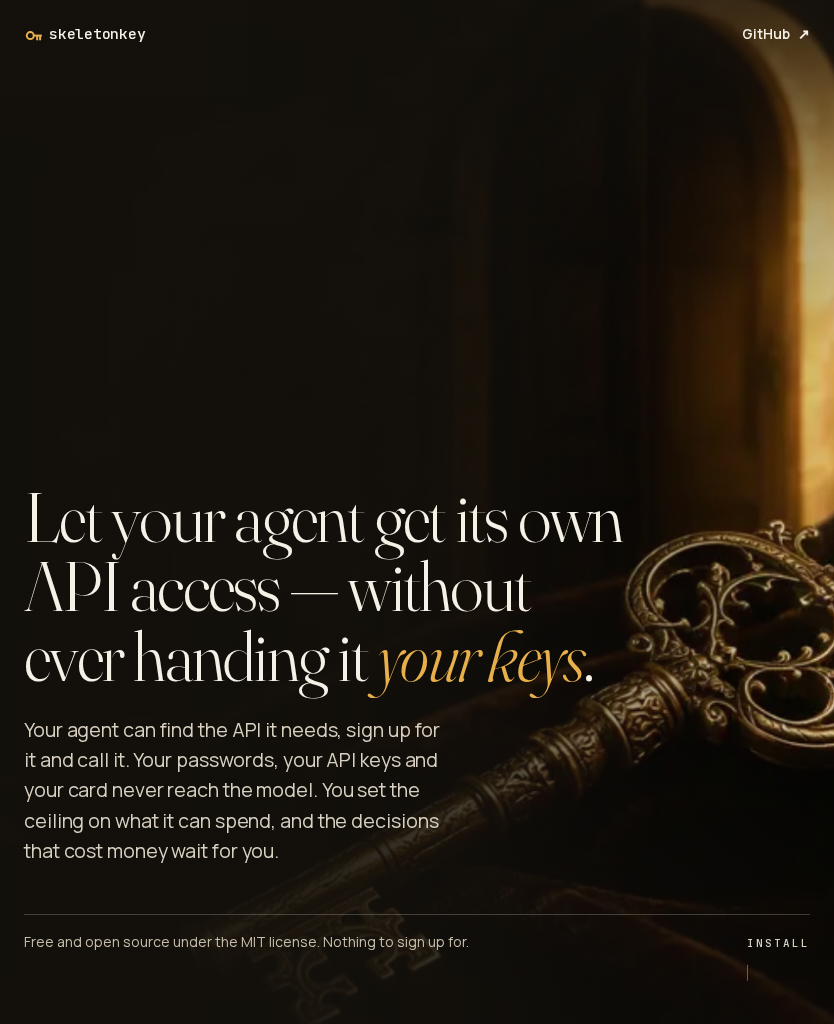 skeletonkey
GitHub ↗
Let your agent get its own
API access — without
ever handing it your keys.
Your agent can find the API it needs, sign up for
it and call it. Your passwords, your API keys and
your card never reach the model. You set the
ceiling on what it can spend, and the decisions
that cost money wait for you.
Free and open source under the MIT license. Nothing to sign up for.
INSTALL